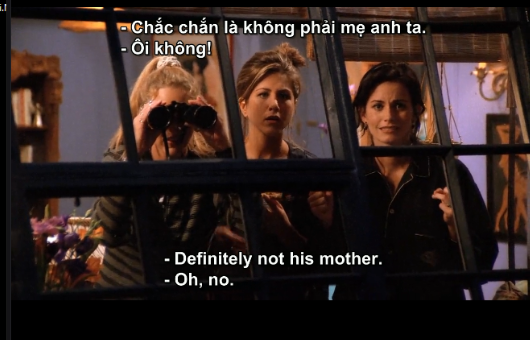 - Chắc chắn là không phải mẹ anh ta.
- Ôi không!
- Definitely not his mother.
- Oh, no.